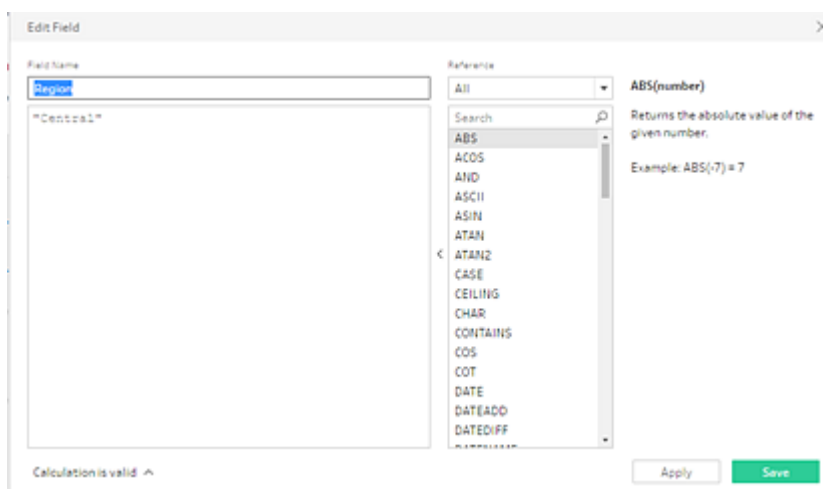 Edit Field
Field Name
Region
"Central"
Reference
All
Search
ABS
ACOS
AND
ASCII
ASIN
ATAN
ATAN2
CASE
CEILING
CHAR
CONTAINS
COS
COT
DATE
DATEADD
DATEDIFF
DATENAME
ABS(number)
Returns the absolute value of the
given number.
Example: ABS(-7) = 7
Calculation is valid
Apply
Save